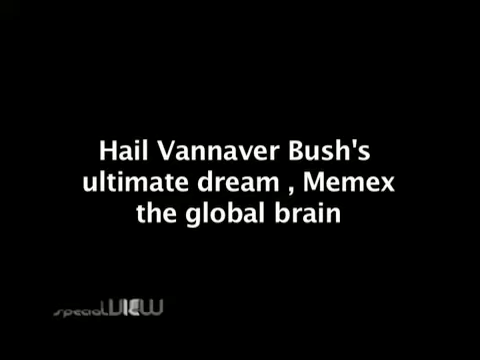 Hail Vannaver Bush's
ultimate dream , Memex
the global brain
specialVIEW